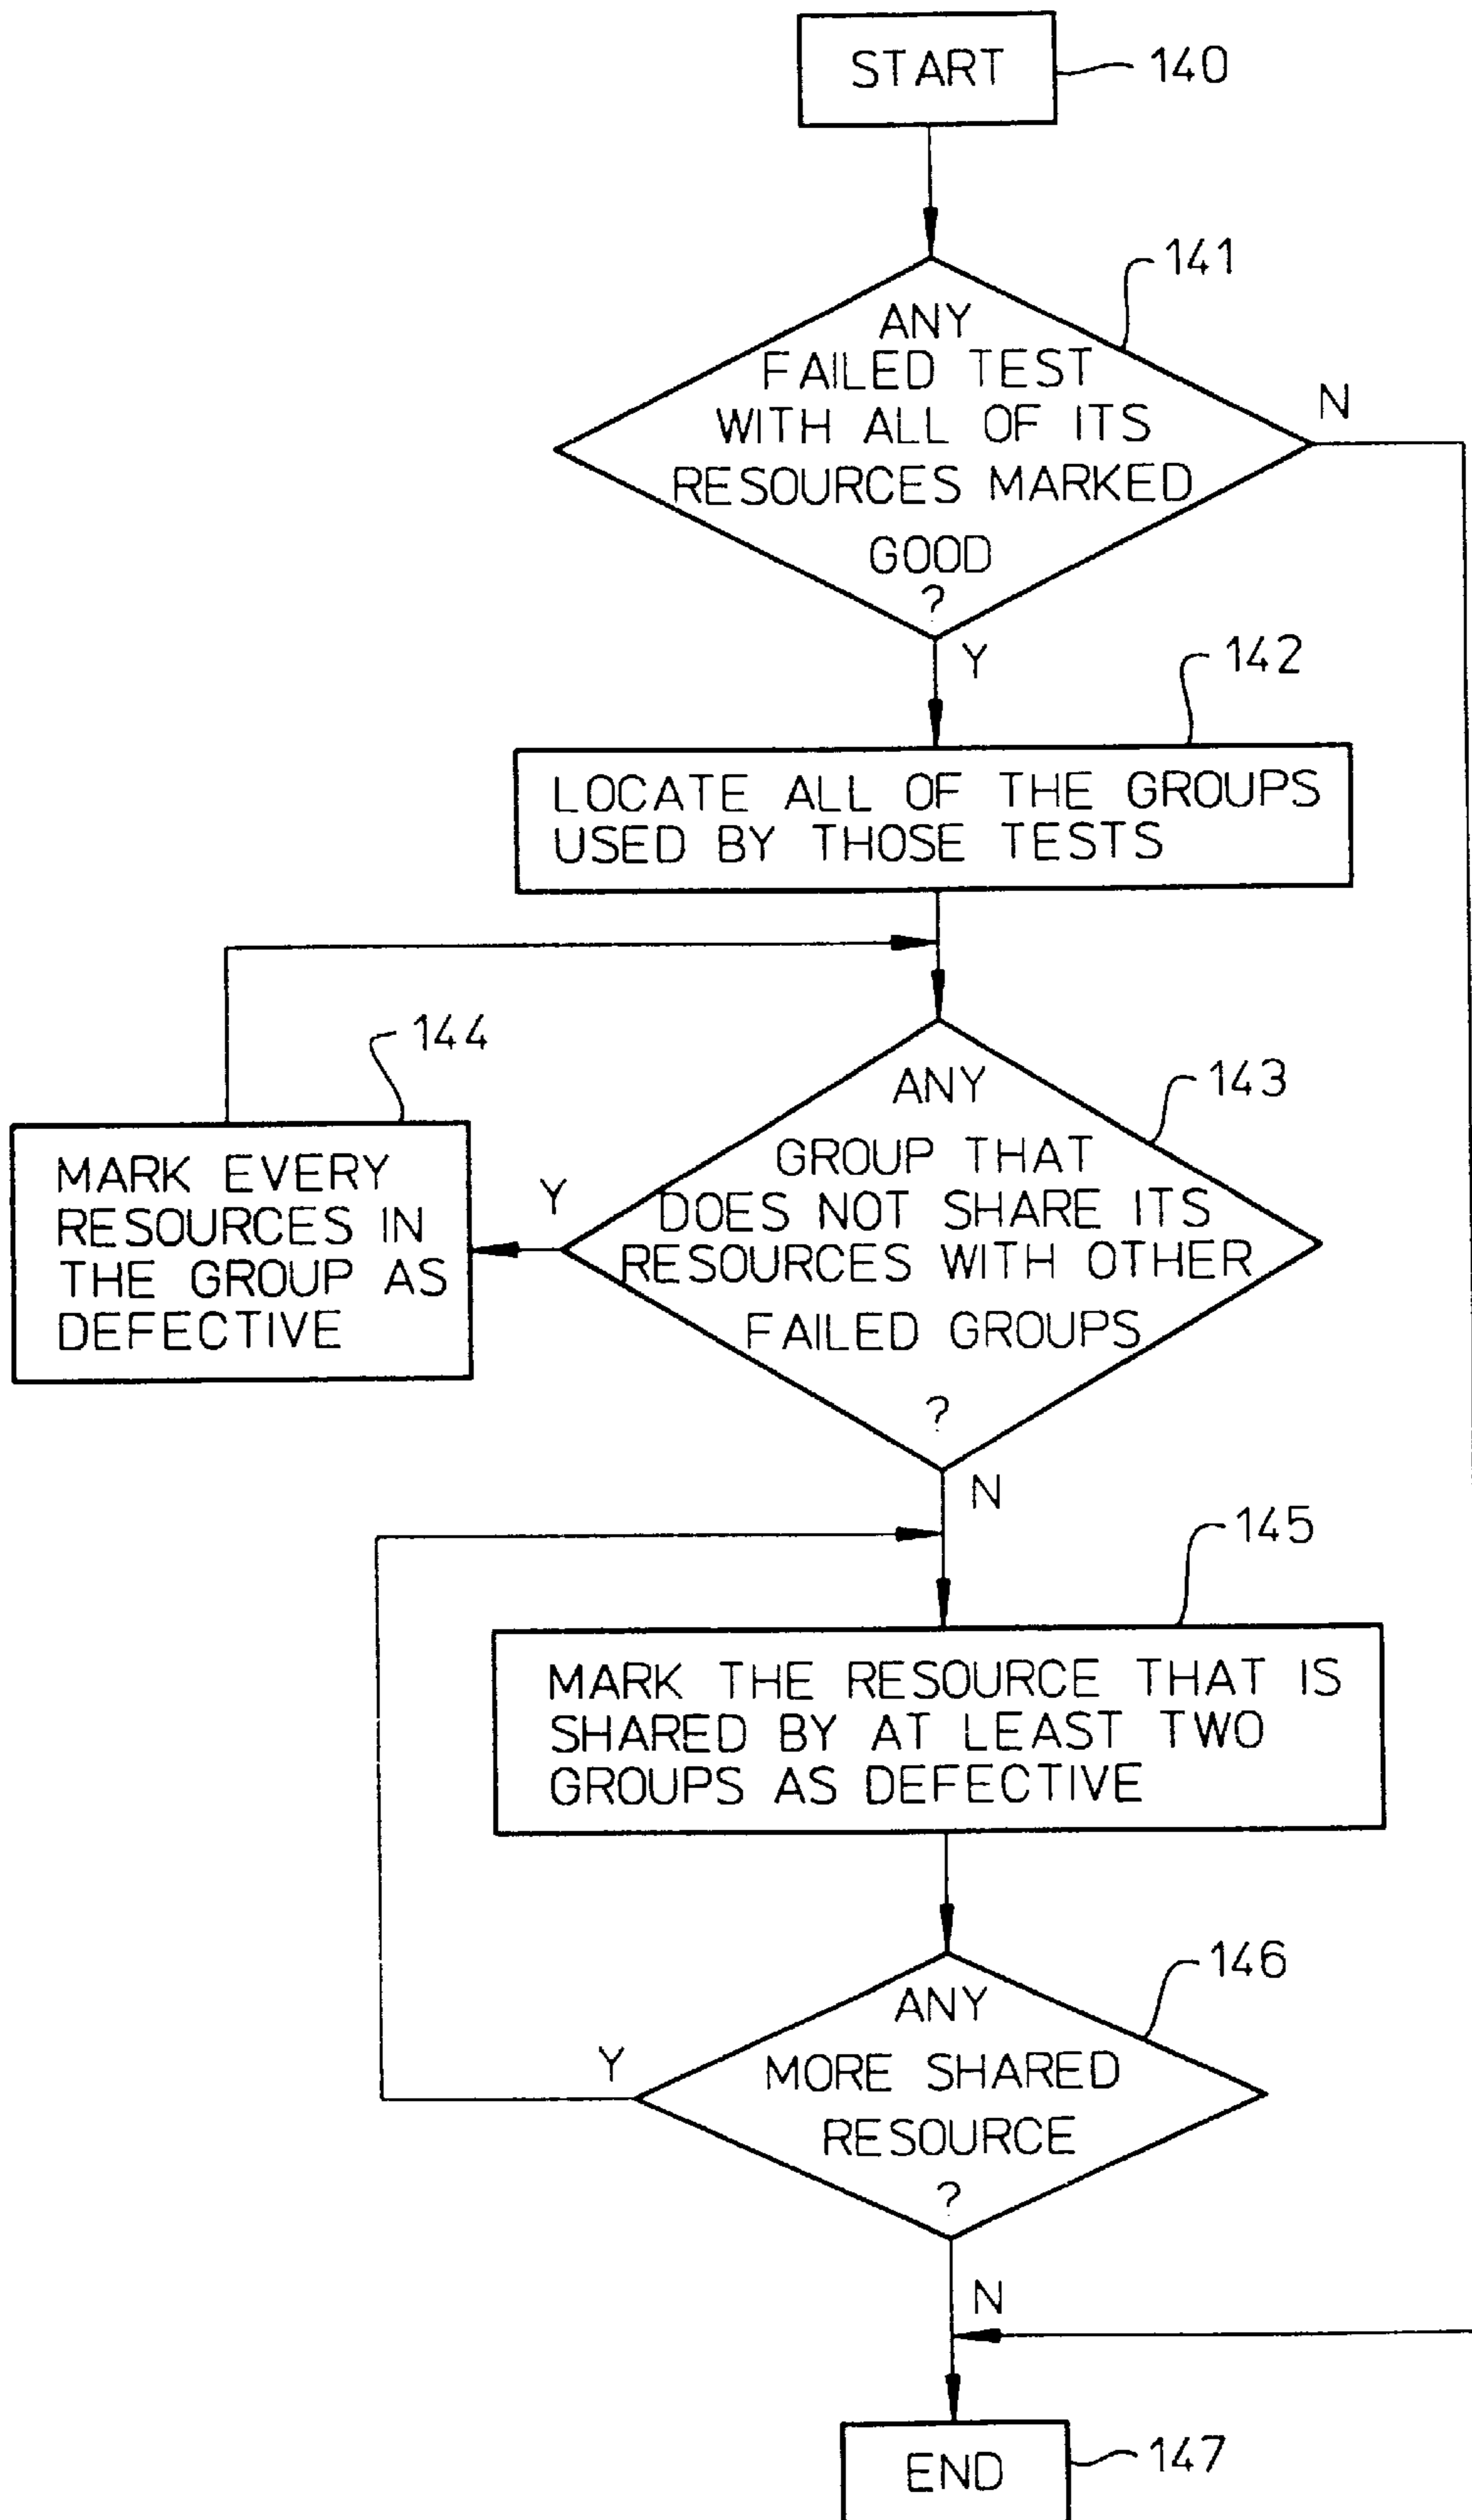 START
140
141
ANY
FAILED TEST
WITH ALL OF ITS
RESOURCES MARKED
GOOD
?
N
Y
142
LOCATE ALL OF THE GROUPS
USED BY THOSE TESTS
144
143
ANY
GROUP THAT
DOES NOT SHARE ITS
RESOURCES WITH OTHER
FAILED GROUPS
?
Y
MARK EVERY
RESOURCES IN
THE GROUP AS
DEFECTIVE
N
145
MARK THE RESOURCE THAT IS
SHARED BY AT LEAST TWO
GROUPS AS DEFECTIVE
146
ANY
MORE SHARED
RESOURCE
?
Y
N
END
147